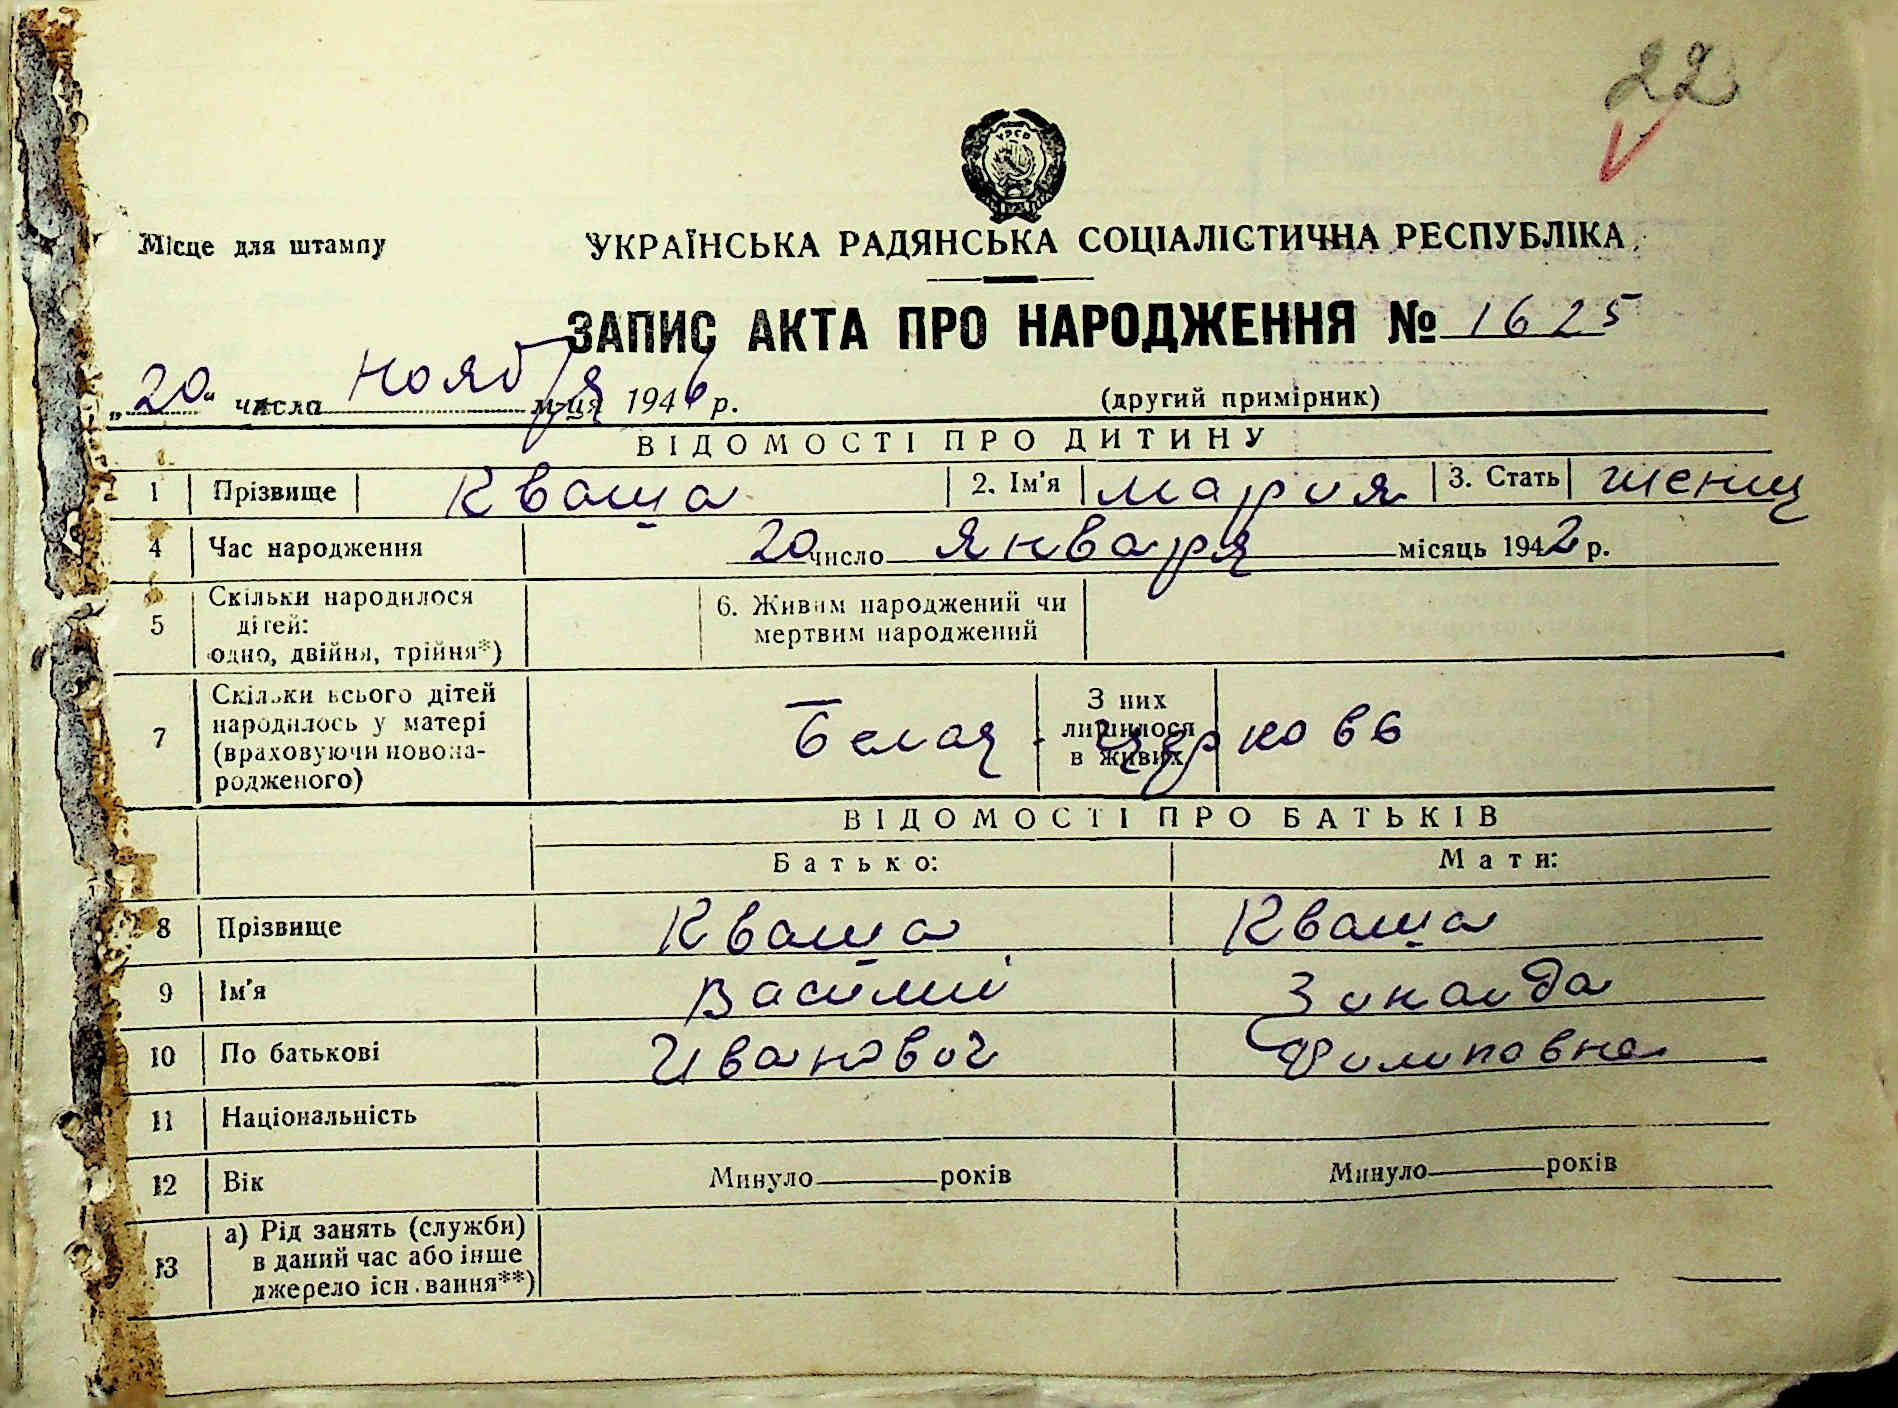 22
УРСР
Місце для штампу
УКРАЇНСЬКА РАДЯНСЬКА СОЦІАЛІСТИЧНА РЕСПУБЛІКА
ЗАПИС АКТА ПРО НАРОДЖЕННЯ № 1625
„20“ числа ноября м-ця 1946 р. (другий примірник)
ВІДОМОСТІ ПРО ДИТИНУ
1 Прізвище Кваша 2. Ім'я Мария 3. Стать женщ
4 Час народження 20 число Января місяць 1942 р.
5 Скільки народилося дітей: одно, двійня, трійня*) 6. Живим народжений чи мертвим народжений
7 Скільки всього дітей народилось у матері (враховуючи новонародженого) Белая З них лишилося в живих Церковь
ВІДОМОСТІ ПРО БАТЬКІВ
Батько: Мати:
8 Прізвище Кваша Кваша
9 Ім'я Василий Зинаида
10 По батькові Иванович Филиповна
11 Національність
12 Вік Минуло років Минуло років
13 а) Рід занять (служби) в даний час або інше джерело існування**)